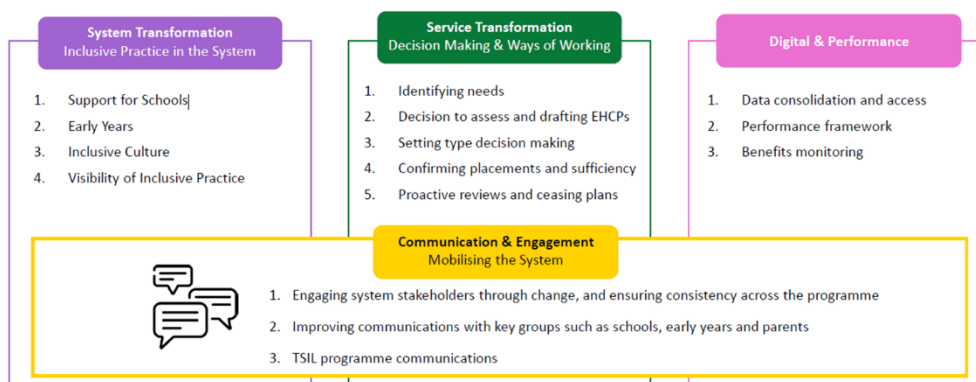 System Transformation
Inclusive Practice in the System
1. Support for Schools
2. Early Years
3. Inclusive Culture
4. Visibility of Inclusive Practice
Service Transformation
Decision Making & Ways of Working
1. Identifying needs
2. Decision to assess and drafting EHCPs
3. Setting type decision making
4. Confirming placements and sufficiency
5. Proactive reviews and ceasing plans
Digital & Performance
1. Data consolidation and access
2. Performance framework
3. Benefits monitoring
Communication & Engagement
Mobilising the System
1. Engaging system stakeholders through change, and ensuring consistency across the programme
2. Improving communications with key groups such as schools, early years and parents
3. TSIL programme communications